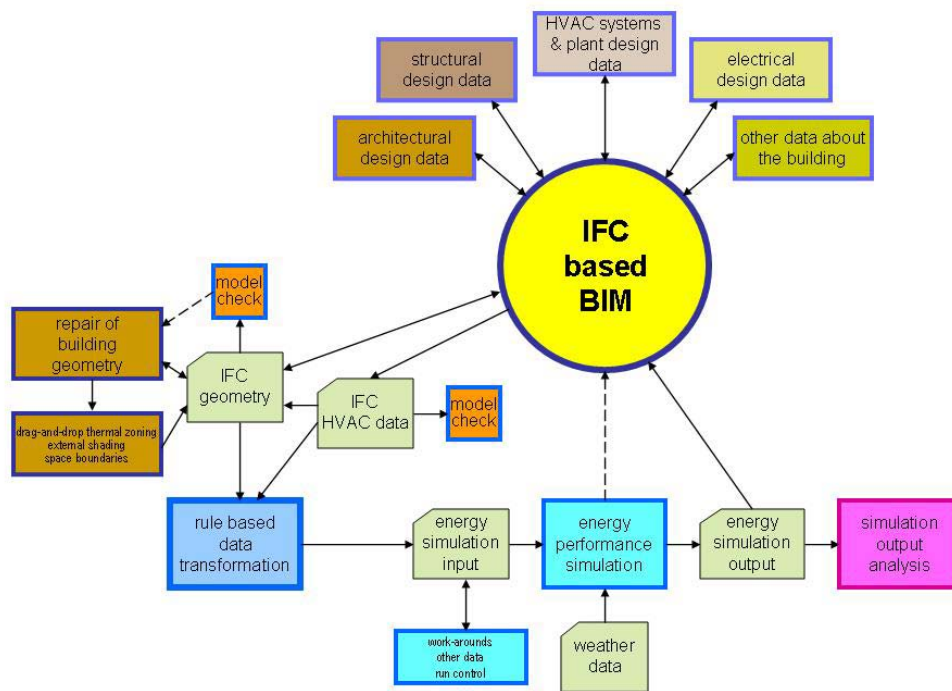 HVAC systems
& plant design
data
structural
design data
electrical
design data
architectural
design data
other data about
the building
IFC
based
BIM
model
check
repair of
building
geometry
IFC
geometry
IFC
HVAC data
model
check
drag-and-drop thermal zoning
external shading
space boundaries
rule based
data
transformation
energy
simulation
input
energy
performance
simulation
energy
simulation
output
simulation
output
analysis
work-arounds
other data
run control
weather
data